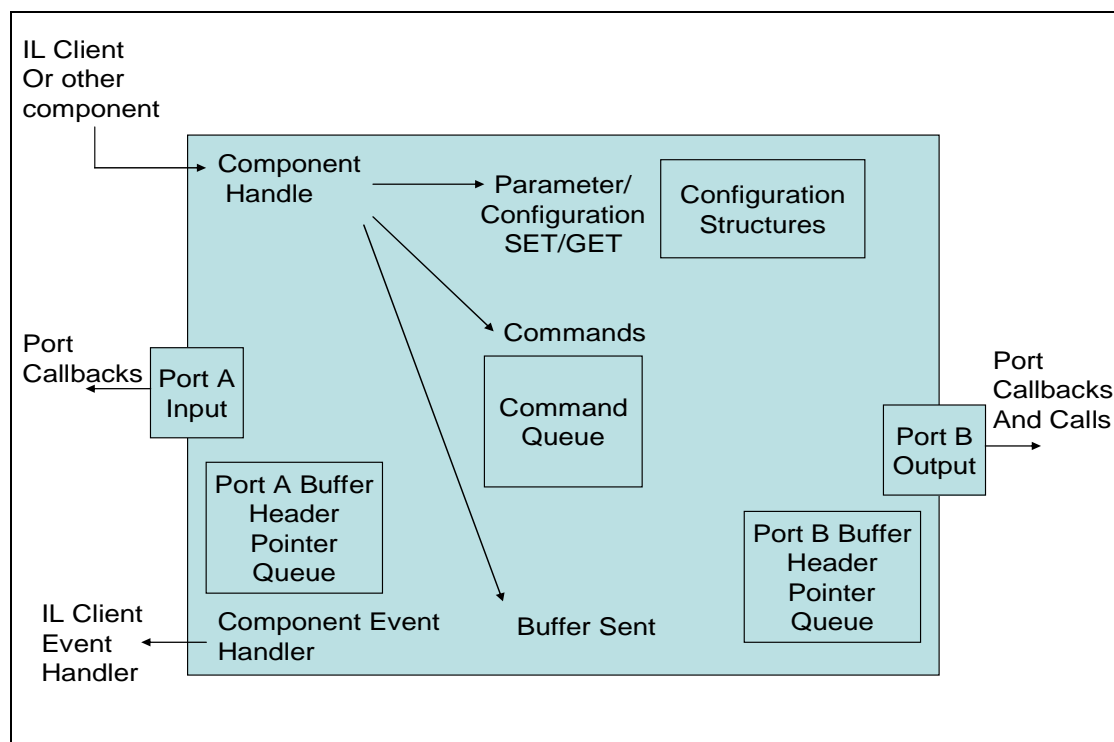 IL Client
Or other
component
Component
Handle
Parameter/
Configuration
SET/GET
Configuration
Structures
Commands
Command
Queue
Port
Callbacks
Port A
Input
Port
Callbacks
And Calls
Port B
Output
Port A Buffer
Header
Pointer
Queue
Port B Buffer
Header
Pointer
Queue
IL Client
Event
Handler
Component Event
Handler
Buffer Sent